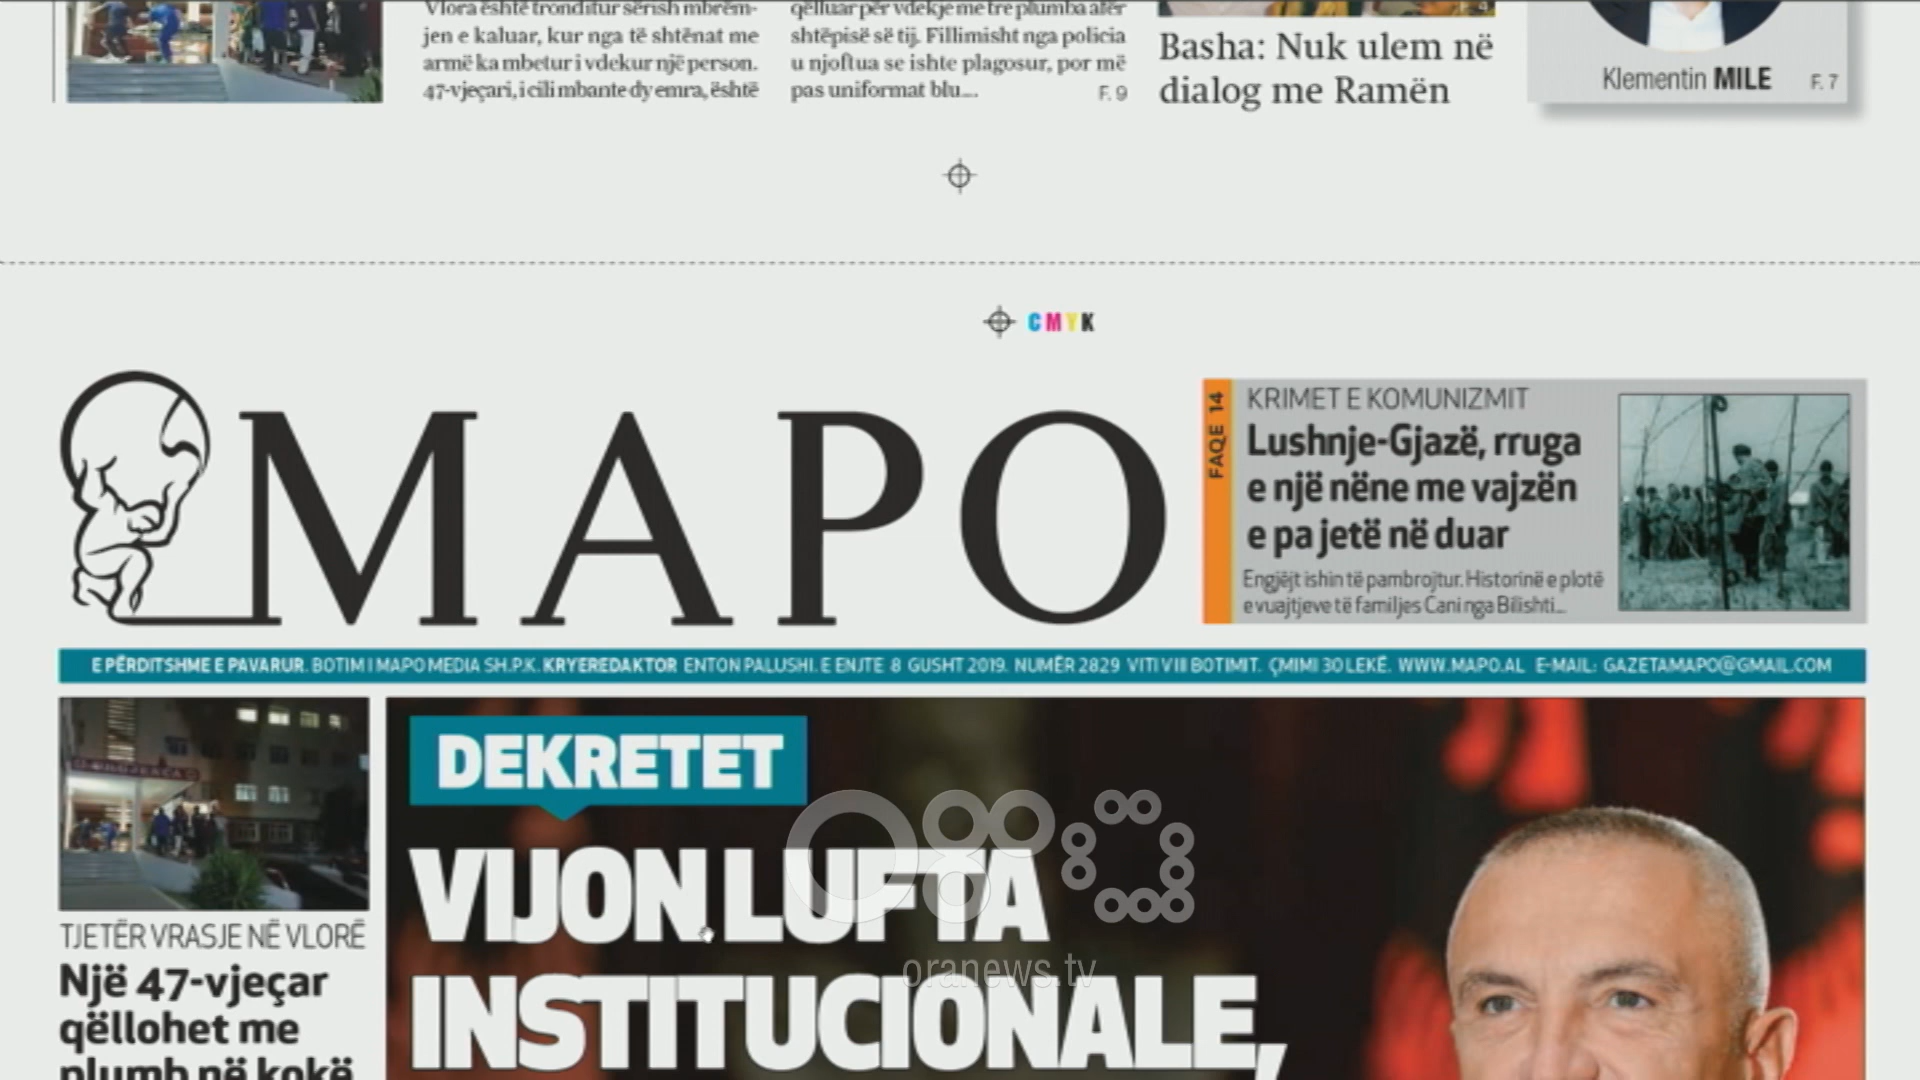 Vlora është tronditur sërish mbrëm-
jen e kaluar, kur nga të shtënat me
armë ka mbetur i vdekur një person.
47-vjeçari, i cili mbante dy emra, është
qëlluar për vdekje me tre plumba afër
shtëpisë së tij. Fillimisht nga policia
u njoftua se ishte plagosur, por më
pas uniformat blu...
F. 9
Basha: Nuk ulem në
dialog me Ramën
Klementin MILE
F. 7
CMYK
MAPO
FAQE 14
KRIMET E KOMUNIZMIT
Lushnje-Gjazë, rruga
e një nëne me vajzën
e pa jetë në duar
Engjëjt ishin të pambrojtur. Historinë e plotë
e vuajtjeve të familjes Cani nga Bilishti...
E PËRDITSHME E PAVARUR. BOTIM I MAPO MEDIA SH.P.K. KRYEREDAKTOR ENTON PALUSHI. E ENJTE 8 GUSHT 2019. NUMËR 2829 VITI VIII BOTIMIT. ÇMIMI 30 LEKË. WWW.MAPO.AL E-MAIL: GAZETAMAPO@GMAIL.COM
TJETËR VRASJE NË VLORË
Një 47-vjeçar
qëllohet me
plumb në kokë
DEKRETET
VIJON LUFTA
INSTITUCIONALE,
oranews.tv